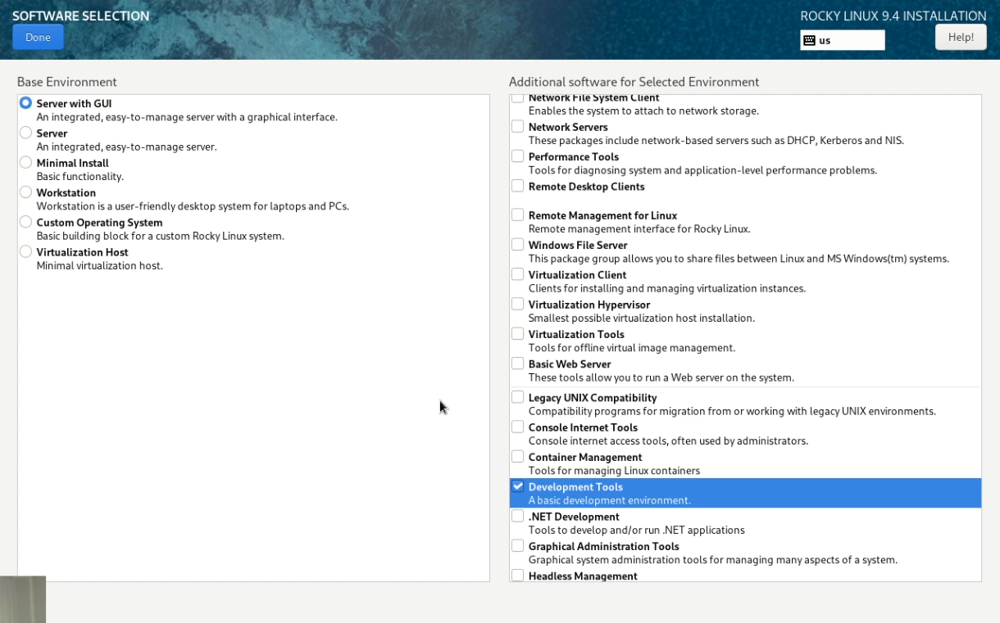 SOFTWARE SELECTION
ROCKY LINUX 9.4 INSTALLATION
Done
us
Help!
Base Environment
Server with GUI
An integrated, easy-to-manage server with a graphical interface.
Server
An integrated, easy-to-manage server.
Minimal Install
Basic functionality.
Workstation
Workstation is a user-friendly desktop system for laptops and PCs.
Custom Operating System
Basic building block for a custom Rocky Linux system.
Virtualization Host
Minimal virtualization host.
Additional software for Selected Environment
Network File System Client
Enables the system to attach to network storage.
Network Servers
These packages include network-based servers such as DHCP, Kerberos and NIS.
Performance Tools
Tools for diagnosing system and application-level performance problems.
Remote Desktop Clients
Remote Management for Linux
Remote management interface for Rocky Linux.
Windows File Server
This package group allows you to share files between Linux and MS Windows(tm) systems.
Virtualization Client
Clients for installing and managing virtualization instances.
Virtualization Hypervisor
Smallest possible virtualization host installation.
Virtualization Tools
Tools for offline virtual image management.
Basic Web Server
These tools allow you to run a Web server on the system.
Legacy UNIX Compatibility
Compatibility programs for migration from or working with legacy UNIX environments.
Console Internet Tools
Console internet access tools, often used by administrators.
Container Management
Tools for managing Linux containers
Development Tools
A basic development environment.
.NET Development
Tools to develop and/or run .NET applications
Graphical Administration Tools
Graphical system administration tools for managing many aspects of a system.
Headless Management